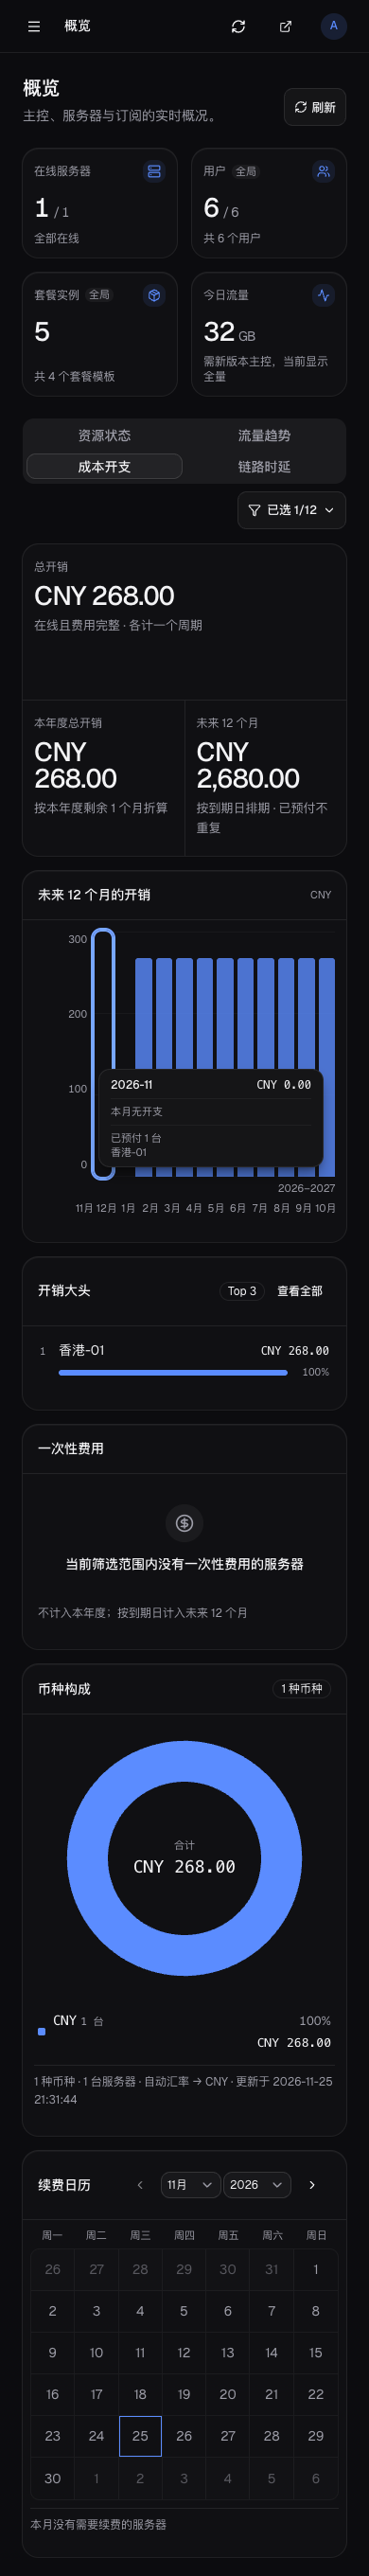 概览
A
概览
主控、服务器与订阅的实时概况。
刷新
在线服务器
1 / 1
全部在线
用户 全局
6 / 6
共 6 个用户
套餐实例 全局
5
共 4 个套餐模板
今日流量
32 GB
需新版本主控，当前显示
全量
资源状态
流量趋势
成本开支
链路时延
已选 1/12
总开销
CNY 268.00
在线且费用完整 · 各计一个周期
本年度总开销
CNY
268.00
按本年度剩余 1 个月折算
未来 12 个月
CNY
2,680.00
按到期日排期 · 已预付不
重复
未来 12 个月的开销
CNY
300
200
100
0
2026-11 CNY 0.00
本月无开支
已预付 1 台
香港-01
2026–2027
11月 12月 1月 2月 3月 4月 5月 6月 7月 8月 9月 10月
开销大头
Top 3
查看全部
1 香港-01 CNY 268.00
100%
一次性费用
当前筛选范围内没有一次性费用的服务器
不计入本年度；按到期日计入未来 12 个月
币种构成
1 种币种
合计
CNY 268.00
CNY 1 台 100%
CNY 268.00
1 种币种 · 1 台服务器 · 自动汇率 → CNY · 更新于 2026-11-25
21:31:44
续费日历
11月
2026
周一 周二 周三 周四 周五 周六 周日
26 27 28 29 30 31 1
2 3 4 5 6 7 8
9 10 11 12 13 14 15
16 17 18 19 20 21 22
23 24 25 26 27 28 29
30 1 2 3 4 5 6
本月没有需要续费的服务器